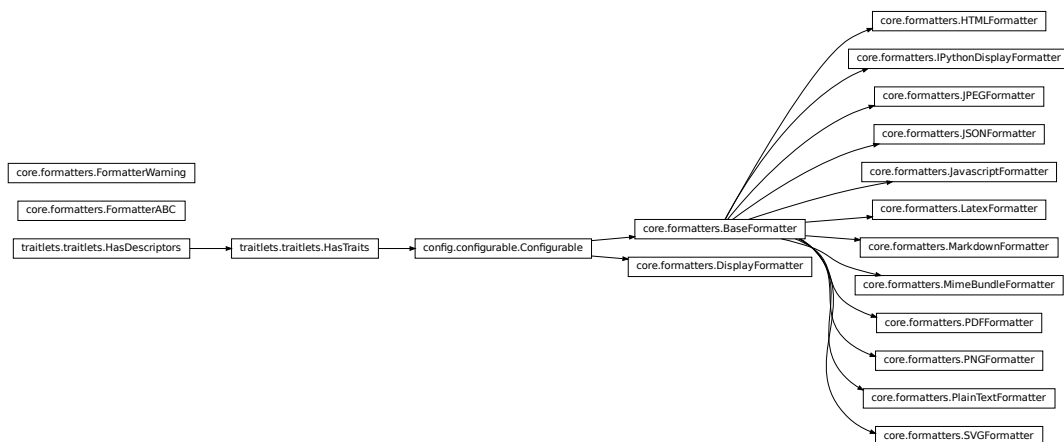 core.formatters.HTMLFormatter
core.formatters.IPythonDisplayFormatter
core.formatters.JPEGFormatter
core.formatters.JSONFormatter
core.formatters.FormatterWarning
core.formatters.JavascriptFormatter
core.formatters.FormatterABC
core.formatters.LatexFormatter
core.formatters.BaseFormatter
traitlets.traitlets.HasDescriptors
traitlets.traitlets.HasTraits
config.configurable.Configurable
core.formatters.MarkdownFormatter
core.formatters.DisplayFormatter
core.formatters.MimeBundleFormatter
core.formatters.PDFFormatter
core.formatters.PNGFormatter
core.formatters.PlainTextFormatter
core.formatters.SVGFormatter